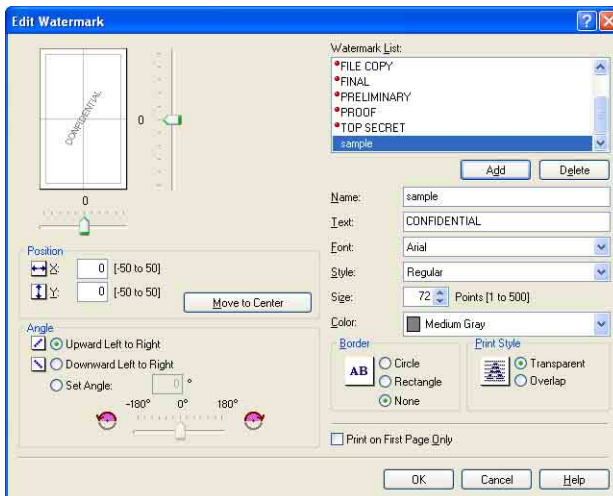 Edit Watermark
CONFIDENTIAL
0
0
Position
X: 0 [-50 to 50]
Y: 0 [-50 to 50]
Move to Center
Angle
Upward Left to Right
Downward Left to Right
Set Angle: 0 °
-180° 0° 180°
Watermark List:
FILE COPY
FINAL
PRELIMINARY
PROOF
TOP SECRET
sample
Add Delete
Name: sample
Text: CONFIDENTIAL
Font: Arial
Style: Regular
Size: 72 Points [1 to 500]
Color: Medium Gray
Border
AB
Circle
Rectangle
None
Print Style
Transparent
Overlap
Print on First Page Only
OK Cancel Help